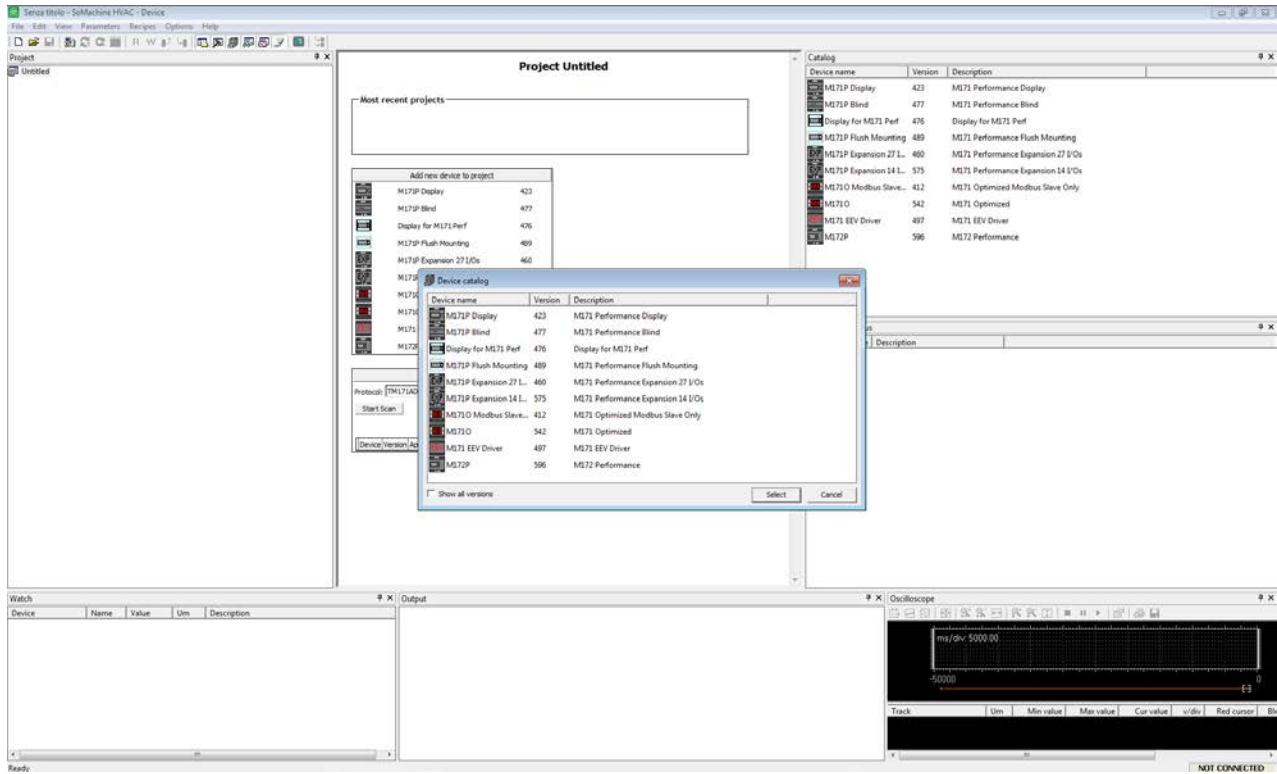 Senza titolo - SoMachine HVAC - Device
File Edit View Parameters Recipes Options Help
Project
Untitled
Project Untitled
Most recent projects
Add new device to project
M171P Display 423
M171P Blind 477
Display for M171 Perf 476
M171P Flush Mounting 489
M171P Expansion 27 I/Os 460
M171P
M171O
M171O
M171
M172P
Protocol: TM171AD
Start Scan
Device Version Ap
Catalog
Device name Version Description
M171P Display 423 M171 Performance Display
M171P Blind 477 M171 Performance Blind
Display for M171 Perf 476 Display for M171 Perf
M171P Flush Mounting 489 M171 Performance Flush Mounting
M171P Expansion 27 I... 460 M171 Performance Expansion 27 I/Os
M171P Expansion 14 I... 575 M171 Performance Expansion 14 I/Os
M171O Modbus Slave... 412 M171 Optimized Modbus Slave Only
M171O 542 M171 Optimized
M171 EEV Driver 497 M171 EEV Driver
M172P 596 M172 Performance
Description
Device catalog
Device name Version Description
M171P Display 423 M171 Performance Display
M171P Blind 477 M171 Performance Blind
Display for M171 Perf 476 Display for M171 Perf
M171P Flush Mounting 489 M171 Performance Flush Mounting
M171P Expansion 27 I... 460 M171 Performance Expansion 27 I/Os
M171P Expansion 14 I... 575 M171 Performance Expansion 14 I/Os
M171O Modbus Slave... 412 M171 Optimized Modbus Slave Only
M171O 542 M171 Optimized
M171 EEV Driver 497 M171 EEV Driver
M172P 596 M172 Performance
Show all versions
Select Cancel
Watch
Device Name Value Um Description
Output
Oscilloscope
ms/div: 5000.00
-50000 0
Track Um Min value Max value Cur value v/div Red cursor Blu
Ready
NOT CONNECTED